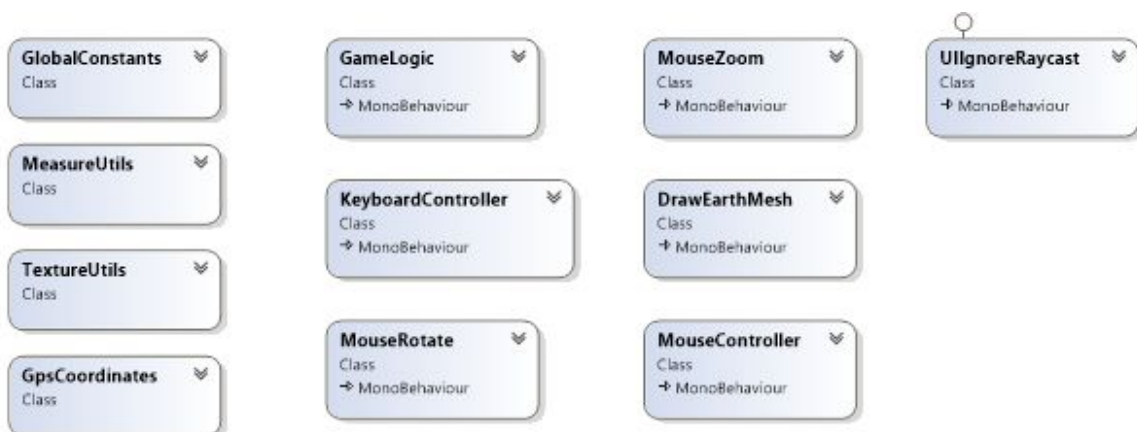 GlobalConstants
Class
MeasureUtils
Class
TextureUtils
Class
GpsCoordinates
Class
GameLogic
Class
MonoBehaviour
KeyboardController
Class
MonoBehaviour
MouseRotate
Class
MonoBehaviour
MouseZoom
Class
MonoBehaviour
DrawEarthMesh
Class
MonoBehaviour
MouseController
Class
MonoBehaviour
UIIgnoreRaycast
Class
MonoBehaviour